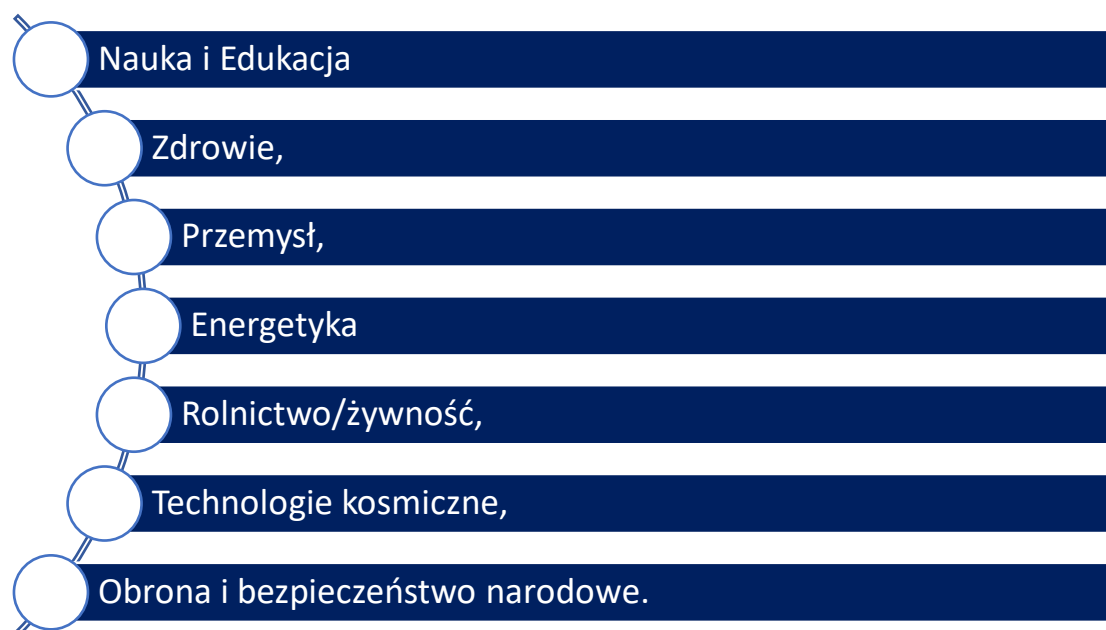 Nauka i Edukacja
Zdrowie,
Przemysł,
Energetyka
Rolnictwo/żywność,
Technologie kosmiczne,
Obrona i bezpieczeństwo narodowe.